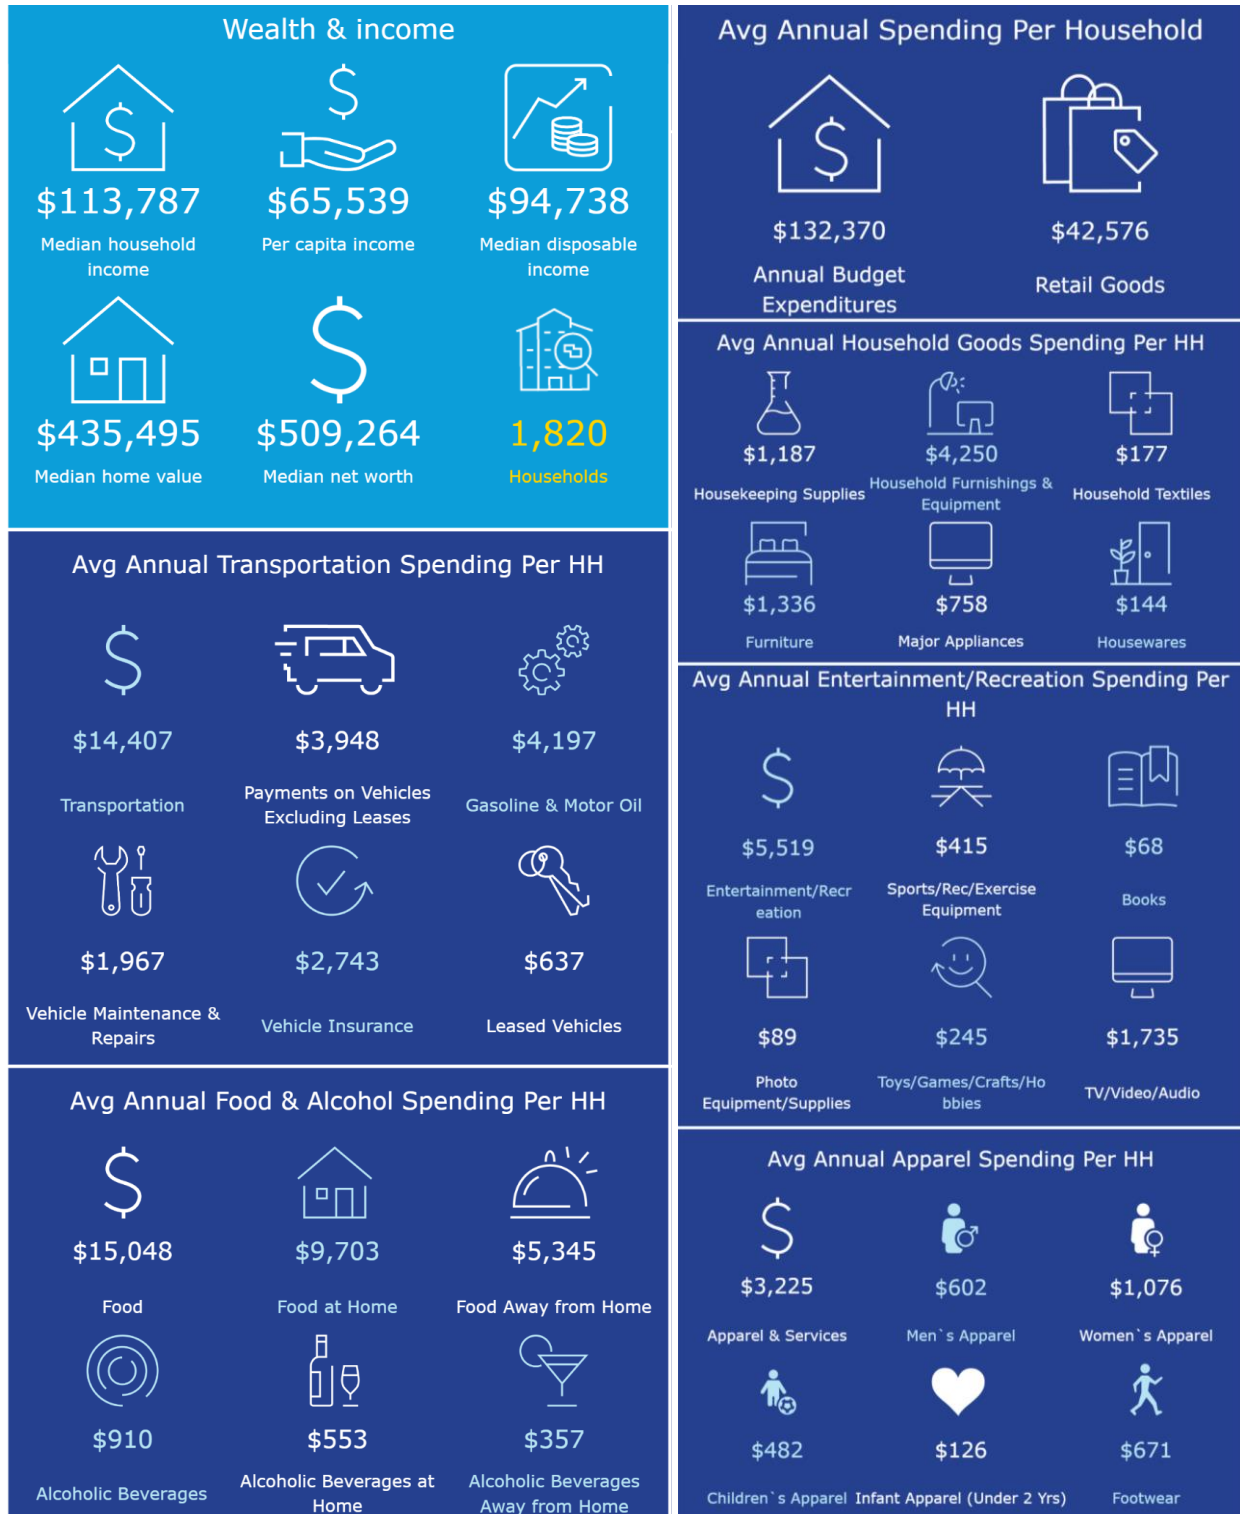 Wealth & income
$113,787
Median household
income
$65,539
Per capita income
$94,738
Median disposable
income
$435,495
Median home value
$509,264
Median net worth
1,820
Households
Avg Annual Transportation Spending Per HH
$14,407
Transportation
$3,948
Payments on Vehicles
Excluding Leases
$4,197
Gasoline & Motor Oil
$1,967
Vehicle Maintenance &
Repairs
$2,743
Vehicle Insurance
$637
Leased Vehicles
Avg Annual Food & Alcohol Spending Per HH
$15,048
Food
$9,703
Food at Home
$5,345
Food Away from Home
$910
Alcoholic Beverages
$553
Alcoholic Beverages at
Home
$357
Alcoholic Beverages
Away from Home
Avg Annual Spending Per Household
$132,370
Annual Budget
Expenditures
$42,576
Retail Goods
Avg Annual Household Goods Spending Per HH
$1,187
Housekeeping Supplies
$4,250
Household Furnishings &
Equipment
$177
Household Textiles
$1,336
Furniture
$758
Major Appliances
$144
Housewares
Avg Annual Entertainment/Recreation Spending Per
HH
$5,519
Entertainment/Recr
eation
$415
Sports/Rec/Exercise
Equipment
$68
Books
$89
Photo
Equipment/Supplies
$245
Toys/Games/Crafts/Ho
bbies
$1,735
TV/Video/Audio
Avg Annual Apparel Spending Per HH
$3,225
Apparel & Services
$602
Men`s Apparel
$1,076
Women`s Apparel
$482
Children`s Apparel
$126
Infant Apparel (Under 2 Yrs)
$671
Footwear